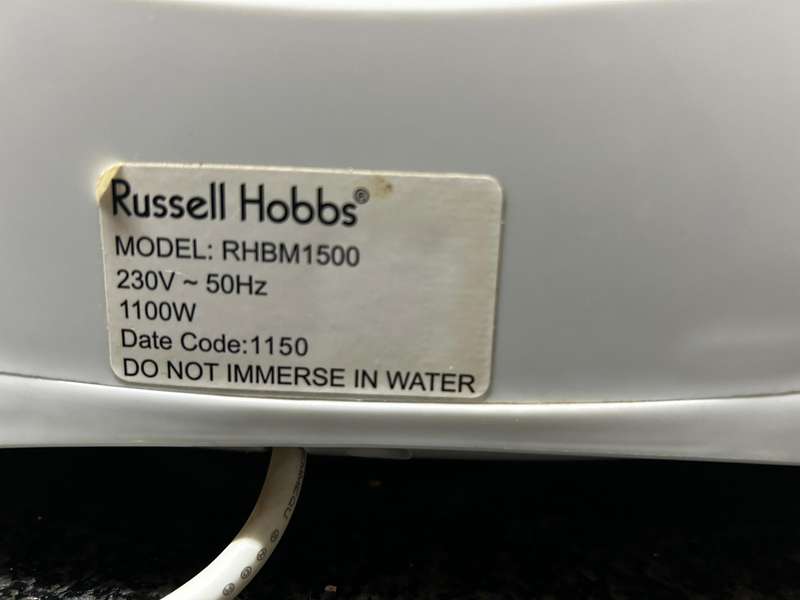 Russell Hobbs®
MODEL: RHBM1500
230V ~ 50Hz
1100W
Date Code:1150
DO NOT IMMERSE IN WATER